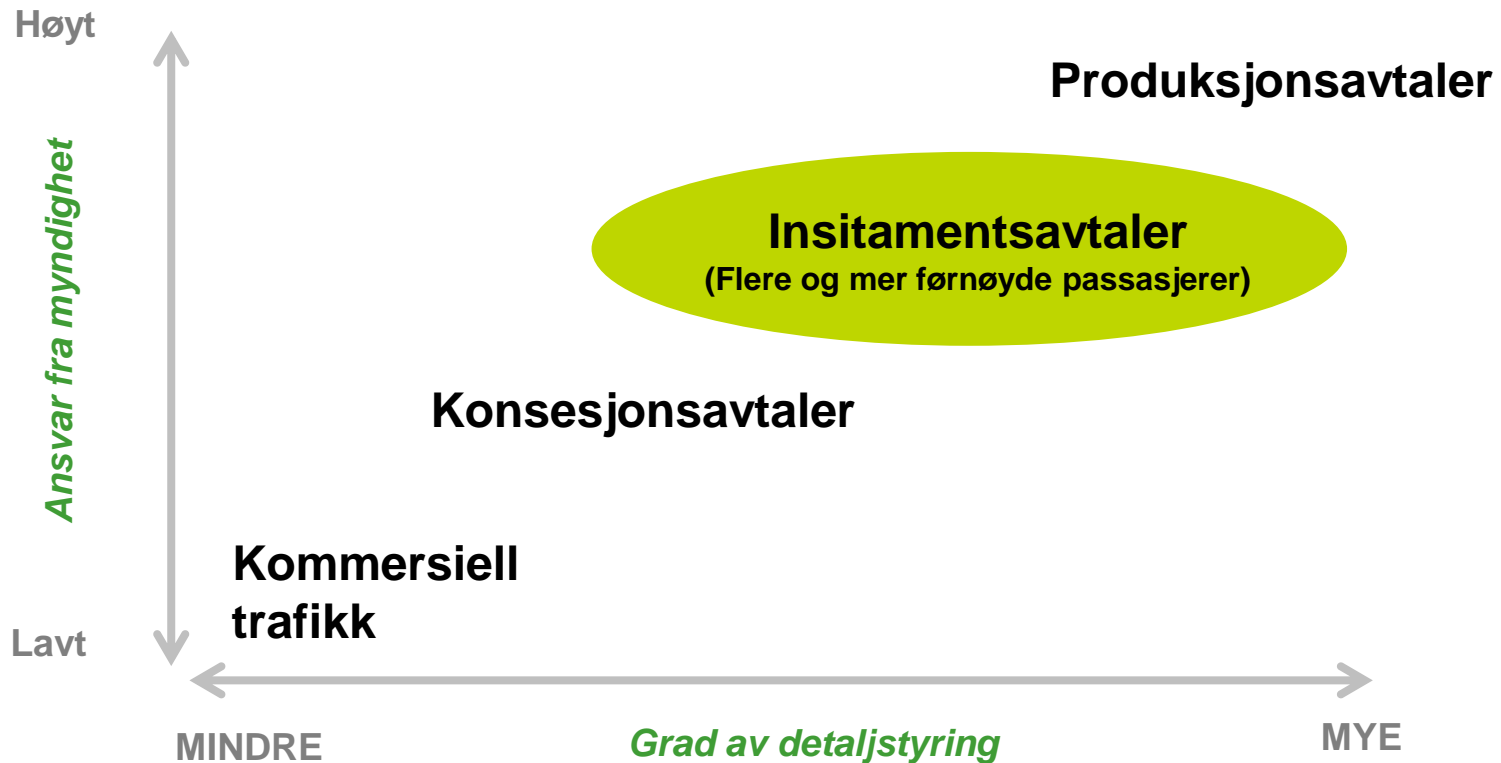 Høyt
Produksjonsavtaler
Ansvar fra myndighet
Insitamentsavtaler
(Flere og mer førnøyde passasjerer)
Konsesjonsavtaler
Kommersiell
trafikk
Lavt
MINDRE
Grad av detaljstyring
MYE